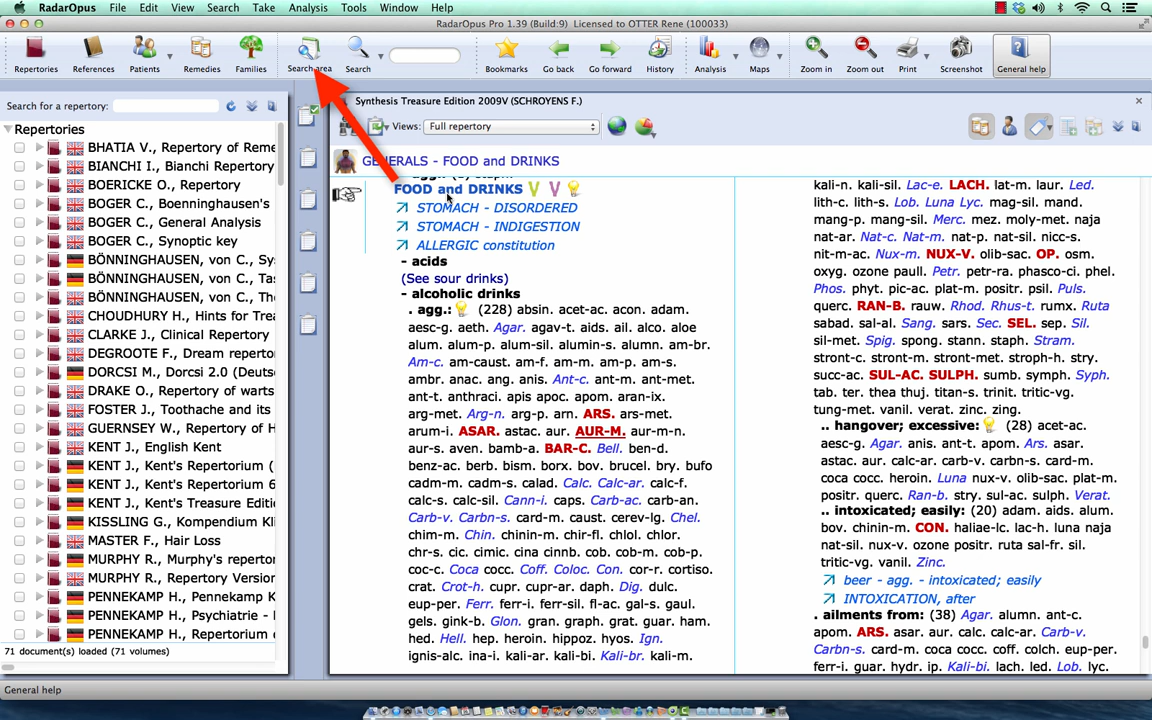 RadarOpus File Edit View Search Take Analysis Tools Window Help
RadarOpus Pro 1.39 (Build:9) Licensed to OTTER Rene (100033)
Repertories References Patients Remedies Families Search area Search Bookmarks Go back Go forward History Analysis Maps Zoom in Zoom out Print Screenshot General help
Search for a repertory:
Repertories
BHATIA V., Repertory
BIANCHI I., Bianchi Repertory
BOERICKE O., Repertory
BOGER C., Boenninghausen's
BOGER C., General Analysis
BOGER C., Synoptic key
BÖNNINGHAUSEN, von C., Sy
BÖNNINGHAUSEN, von C., Ta
BÖNNINGHAUSEN, von C., Th
CHOUDHURY H., Hints for Trea
CLARKE J., Clinical Repertory
DEGROOTE F., Dream reperto
DORCSI M., Dorcsi 2.0 (Deuts
DRAKE O., Repertory of warts
FOSTER J., Toothache and its
GUERNSEY W., Repertory of H
KENT J., English Kent
KENT J., Kent's Repertorium (
KENT J., Kent's Repertorium 6
KENT J., Kent's Treasure Editi
KISSLING G., Kompendium Kli
MASTER F., Hair Loss
MURPHY R., Murphy's reperto
MURPHY R., Repertory Version
PENNEKAMP H., Pennekamp K
PENNEKAMP H., Psychiatrie -
PENNEKAMP H., Repertorium
71 document(s) loaded (71 volumes)
General help
Synthesis Treasure Edition 2009V (SCHROYENS F.)
Views: Full repertory
GENERALS - FOOD and DRINKS
FOOD and DRINKS
STOMACH - DISORDERED
STOMACH - INDIGESTION
ALLERGIC constitution
- acids
(See sour drinks)
- alcoholic drinks
. agg.: (228) absin. acet-ac. acon. adam.
aesc-g. aeth. Agar. agav-t. aids. ail. alco. aloe
alum. alum-p. alum-sil. alumin-s. alumn. am-br.
Am-c. am-caust. am-f. am-m. am-p. am-s.
ambr. anac. ang. anis. Ant-c. ant-m. ant-met.
ant-t. anthraci. apis apoc. apom. aran-ix.
arg-met. Arg-n. arg-p. arn. ARS. ars-met.
arum-i. ASAR. astac. aur. AUR-M. aur-m-n.
aur-s. aven. bamb-a. BAR-C. Bell. ben-d.
benz-ac. berb. bism. borx. bov. brucel. bry. bufo
cadm-m. cadm-s. calad. Calc. Calc-ar. calc-f.
calc-s. calc-sil. Cann-i. caps. Carb-ac. carb-an.
Carb-v. Carbn-s. card-m. caust. cerev-lg. Chel.
chim-m. Chin. chinin-m. chir-fl. chlol. chlor.
chr-s. cic. cimic. cina cinnb. cob. cob-m. cob-p.
coc-c. Coca cocc. Coff. Coloc. Con. cor-r. cortiso.
crat. Crot-h. cupr. cupr-ar. daph. Dig. dulc.
eup-per. Ferr. ferr-i. ferr-sil. fl-ac. gal-s. gaul.
gels. gink-b. Glon. gran. graph. grat. guar. ham.
hed. Hell. hep. heroin. hippoz. hyos. Ign.
ignis-alc. ina-i. kali-ar. kali-bi. Kali-br. kali-m.
kali-n. kali-sil. Lac-e. LACH. lat-m. laur. Led.
lith-c. lith-s. Lob. Luna Lyc. mag-sil. mand.
mang-p. mang-sil. Merc. mez. moly-met. naja
nat-ar. Nat-c. Nat-m. nat-p. nat-sil. nicc-s.
nit-m-ac. Nux-m. NUX-V. olib-sac. OP. osm.
oxyg. ozone paull. Petr. petr-ra. phasco-ci. phel.
Phos. phyt. pic-ac. plat-m. positr. psil. Puls.
querc. RAN-B. rauw. Rhod. Rhus-t. rumx. Ruta
sabad. sal-al. Sang. sars. Sec. SEL. sep. Sil.
sil-met. Spig. spong. stann. staph. Stram.
stront-c. stront-m. stront-met. stroph-h. stry.
succ-ac. SUL-AC. SULPH. sumb. symph. Syph.
tab. ter. thea thuj. titan-s. trinit. tritic-vg.
tung-met. vanil. verat. zinc. zing.
.. hangover; excessive: (28) acet-ac.
aesc-g. Agar. anis. ant-t. apom. Ars. asar.
astac. aur. calc-ar. carb-v. carbn-s. card-m.
coca cocc. heroin. Luna nux-v. olib-sac. plat-m.
positr. querc. Ran-b. stry. sul-ac. sulph. Verat.
.. intoxicated; easily: (20) adam. aids. alum.
bov. chinin-m. CON. haliae-lc. lac-h. luna naja
nat-sil. nux-v. ozone positr. ruta sal-fr. sil.
tritic-vg. vanil. Zinc.
beer - agg. - intoxicated; easily
INTOXICATION, after
. ailments from: (38) Agar. alumn. ant-c.
apom. ARS. asar. aur. calc. calc-ar. Carb-v.
Carbn-s. card-m. coca cocc. coff. colch. eup-per.
ferr-i. guar. hydr. ip. Kali-bi. lach. led. Lob. lyc.